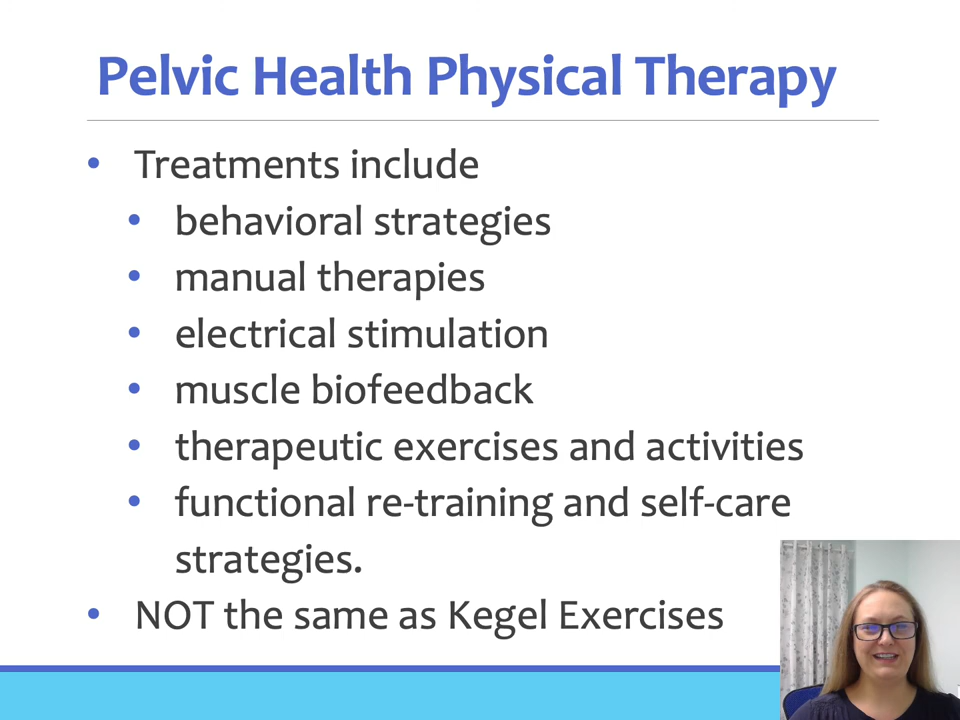 Pelvic Health Physical Therapy
• Treatments include
• behavioral strategies
• manual therapies
• electrical stimulation
• muscle biofeedback
• therapeutic exercises and activities
• functional re-training and self-care
strategies.
• NOT the same as Kegel Exercises